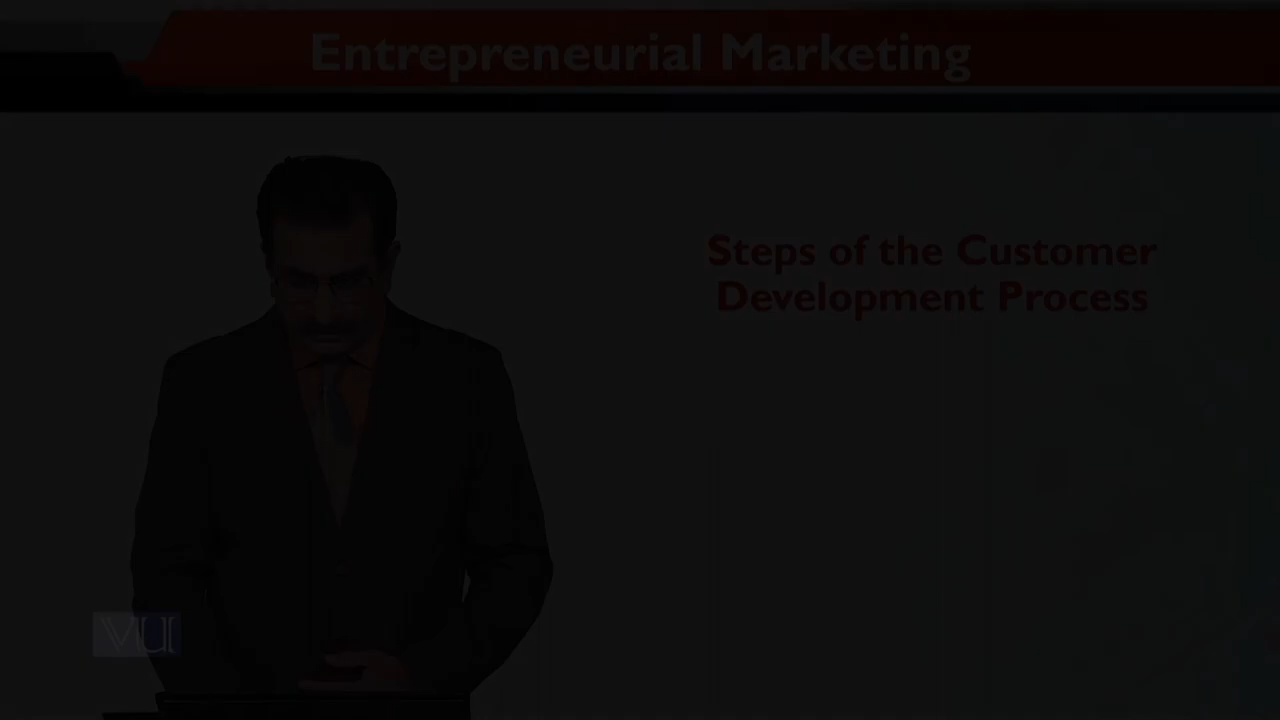 Entrepreneurial Marketing
Steps of the Customer
Development Process
VU